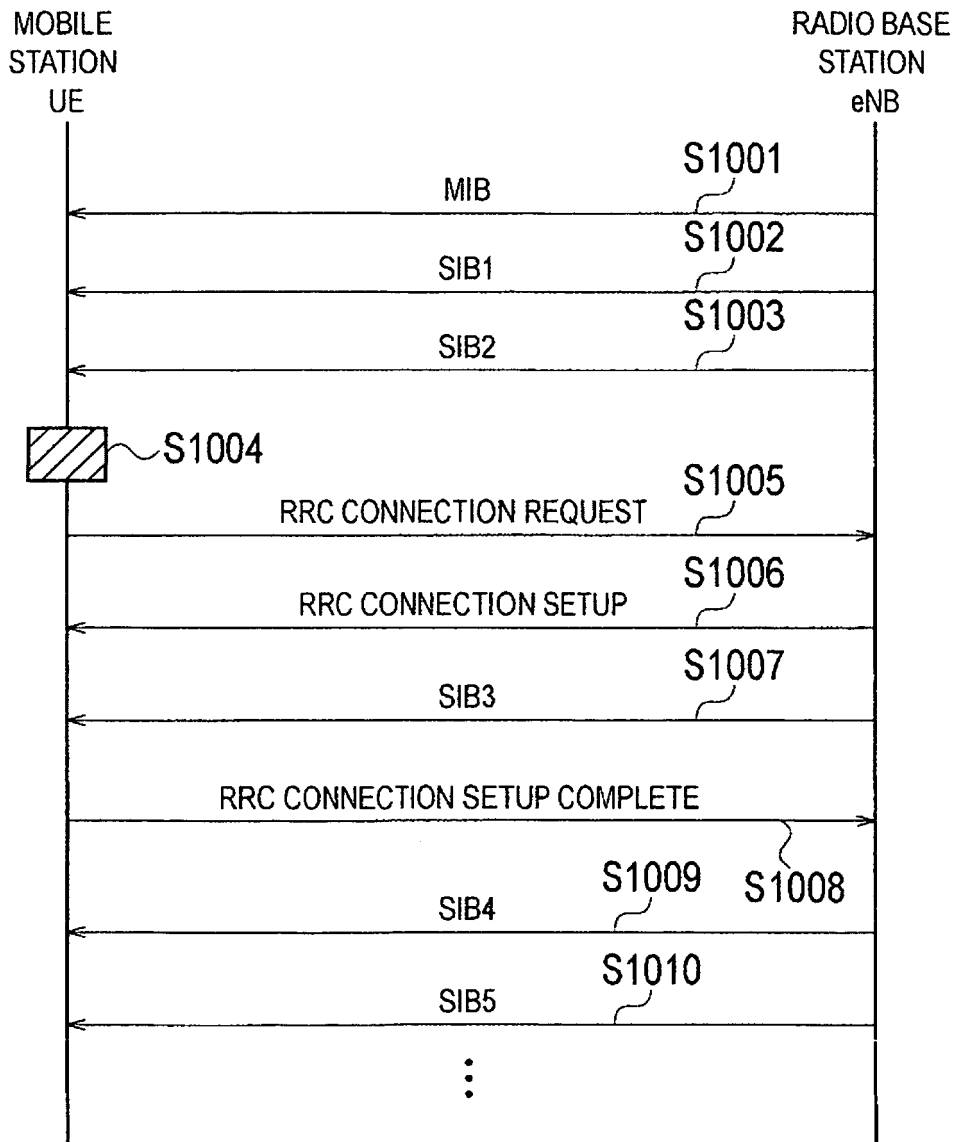 MOBILE
STATION
UE
RADIO BASE
STATION
eNB
S1001
MIB
S1002
SIB1
S1003
SIB2
S1004
S1005
RRC CONNECTION REQUEST
S1006
RRC CONNECTION SETUP
S1007
SIB3
RRC CONNECTION SETUP COMPLETE
S1008
S1009
SIB4
S1010
SIB5